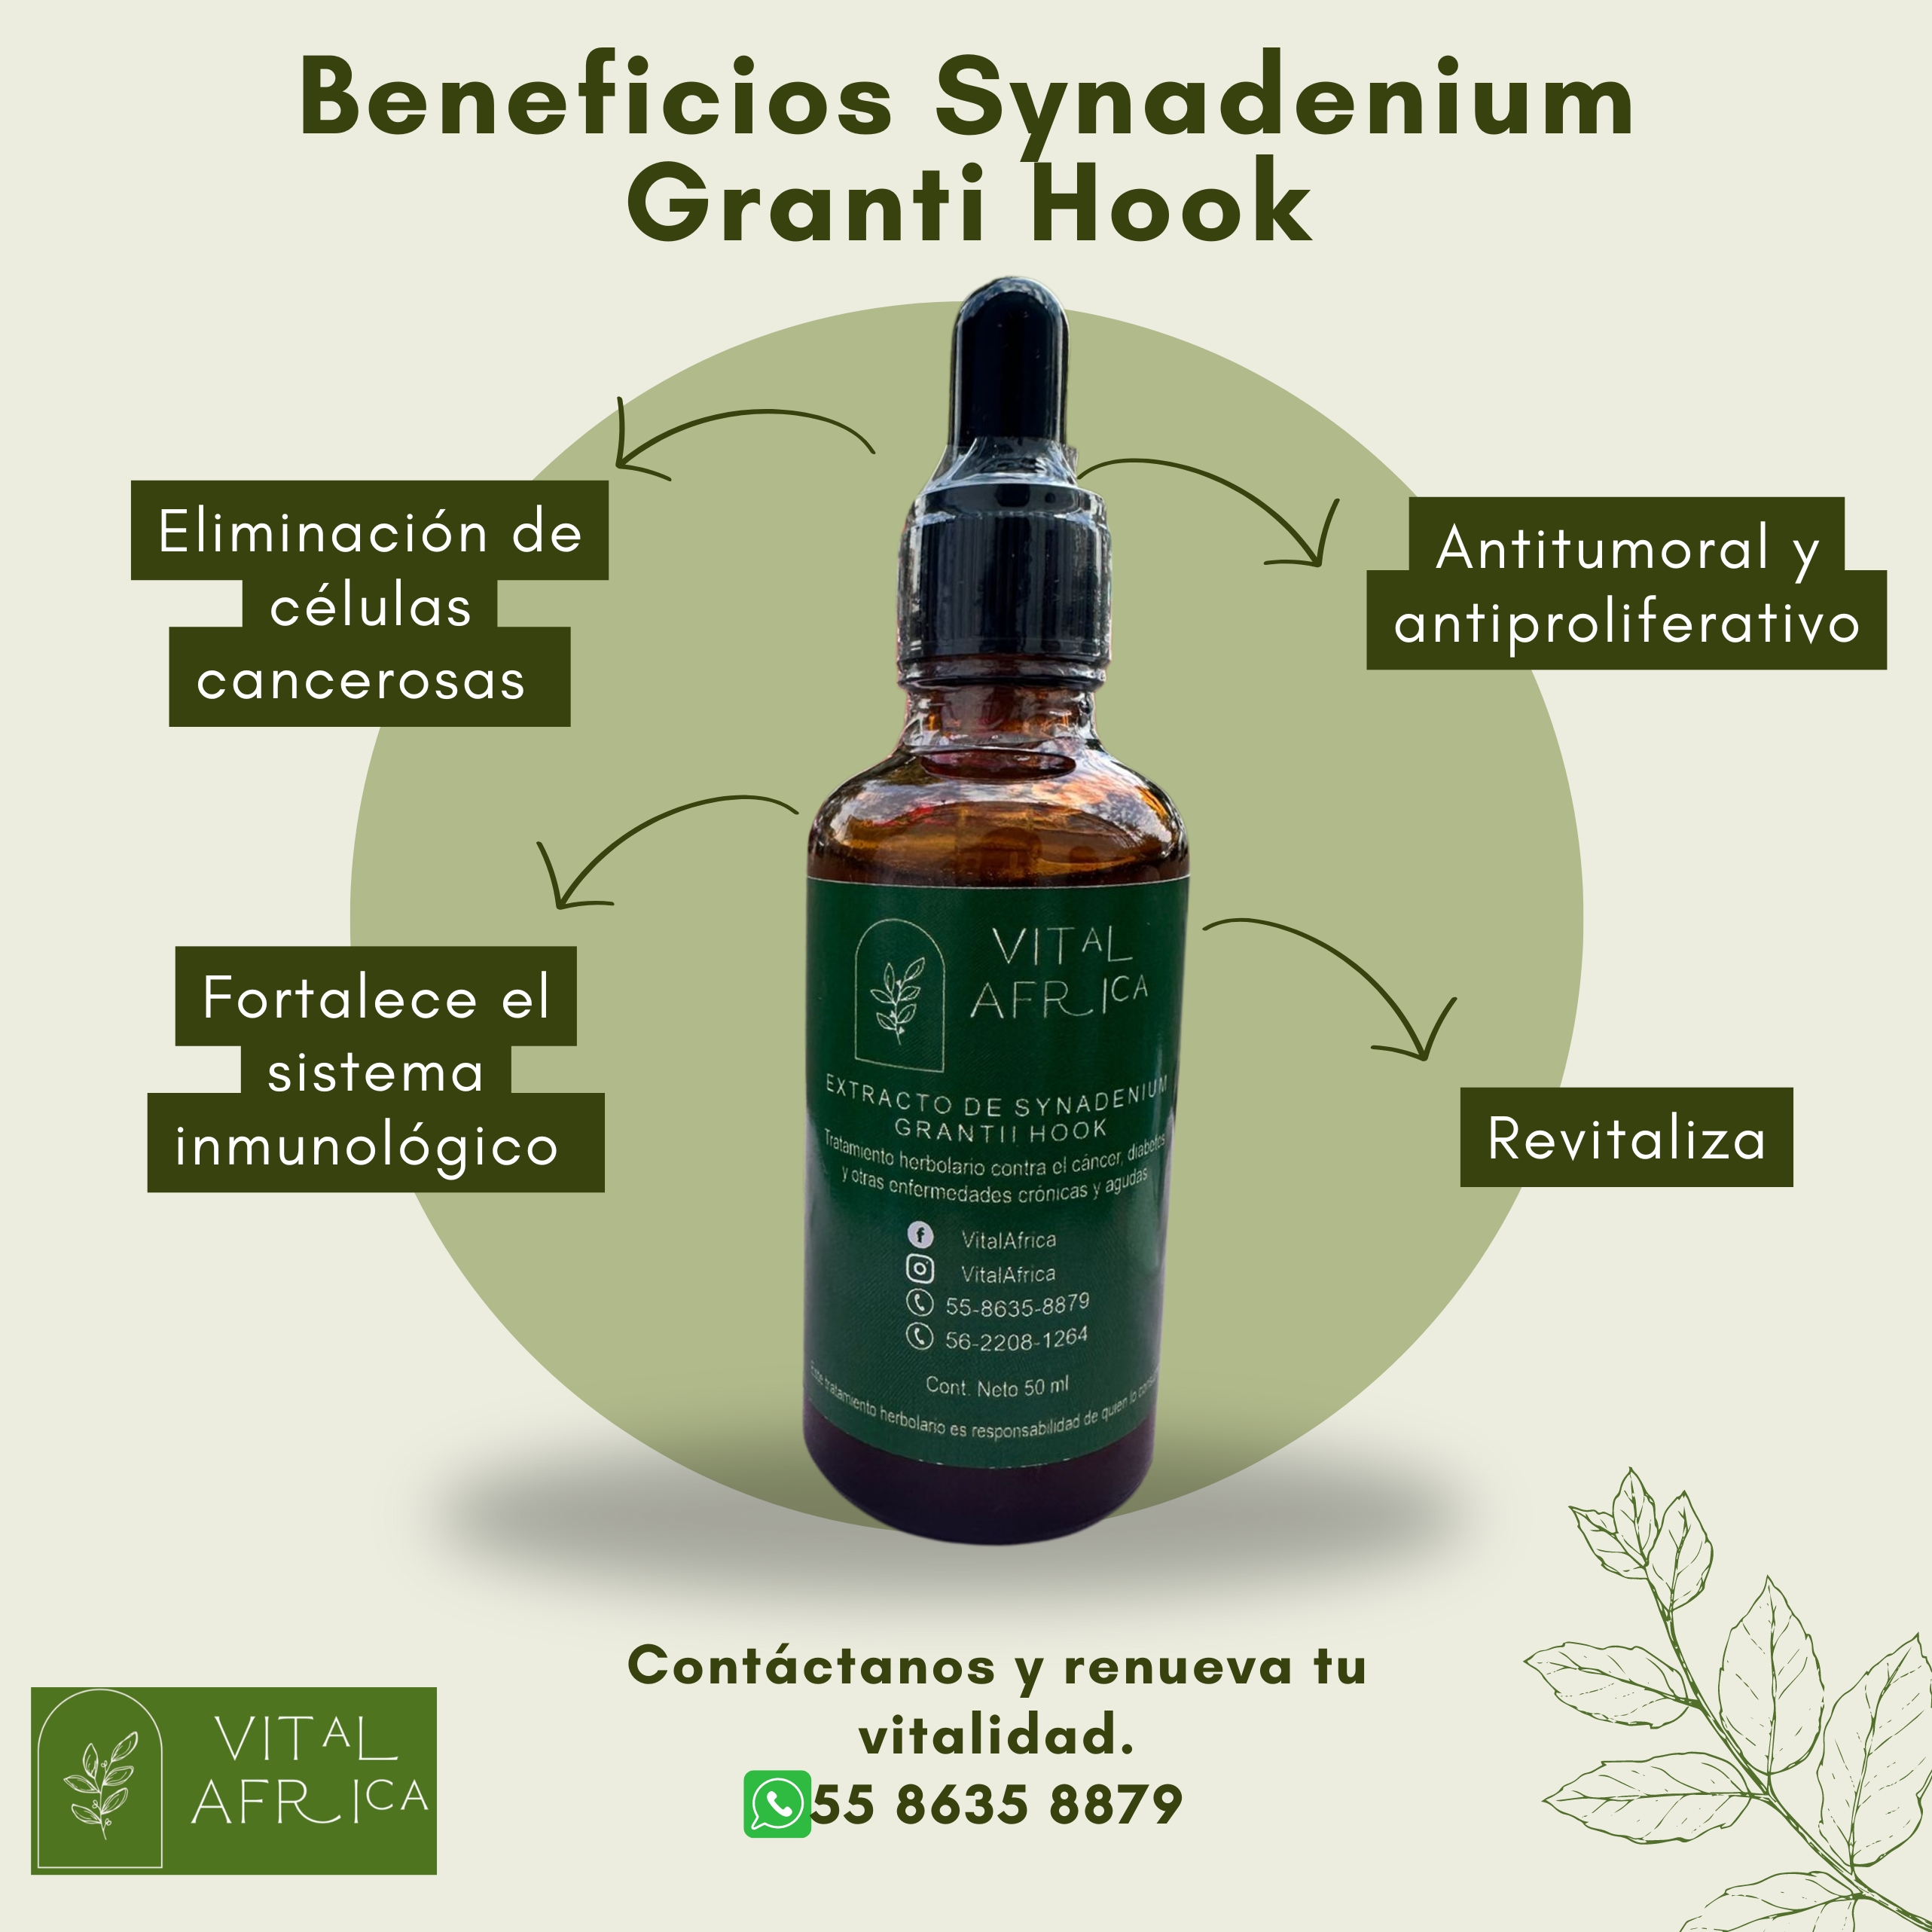 Beneficios Synadenium
Granti Hook
Eliminación de
células
cancerosas
Antitumoral y
antiproliferativo
Fortalece el
sistema
inmunológico
Revitaliza
VITAL
AFRICA
EXTRACTO DE SYNADENIUM
GRANTII HOOK
Tratamiento herbolario contra el cáncer, diabetes
y otras enfermedades crónicas y agudas
VitalAfrica
VitalAfrica
55-8635-8879
56-2208-1264
Cont. Neto 50 ml
Este tratamiento herbolario es responsabilidad de quien lo
Contáctanos y renueva tu
vitalidad.
55 8635 8879
VITAL
AFRICA